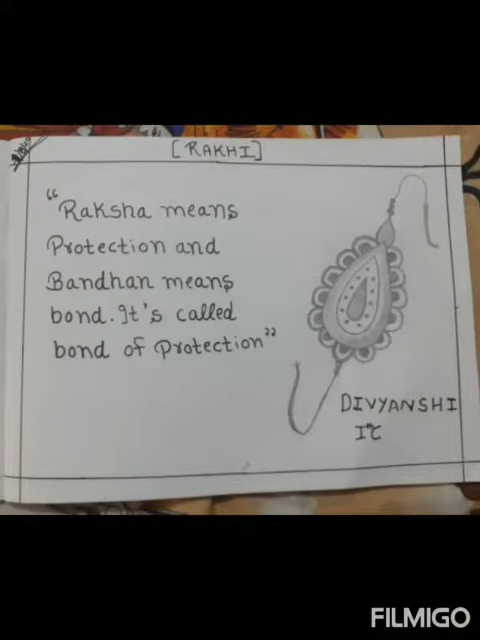 [RAKHI]
"Raksha means
Protection and
Bandhan means
bond. It's called
bond of Protection"
DIVYANSHI
FILMIGO